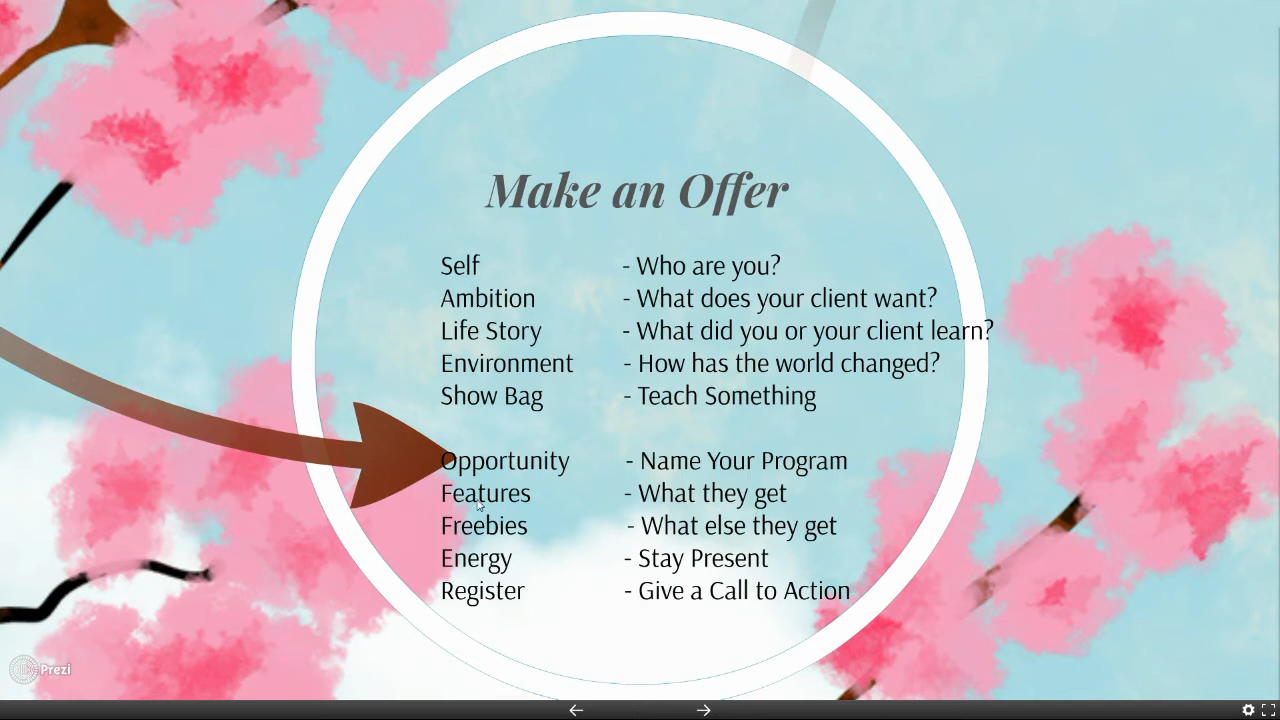 Make an Offer
Self - Who are you?
Ambition - What does your client want?
Life Story - What did you or your client learn?
Environment - How has the world changed?
Show Bag - Teach Something
Opportunity - Name Your Program
Features - What they get
Freebies - What else they get
Energy - Stay Present
Register - Give a Call to Action
Prezi